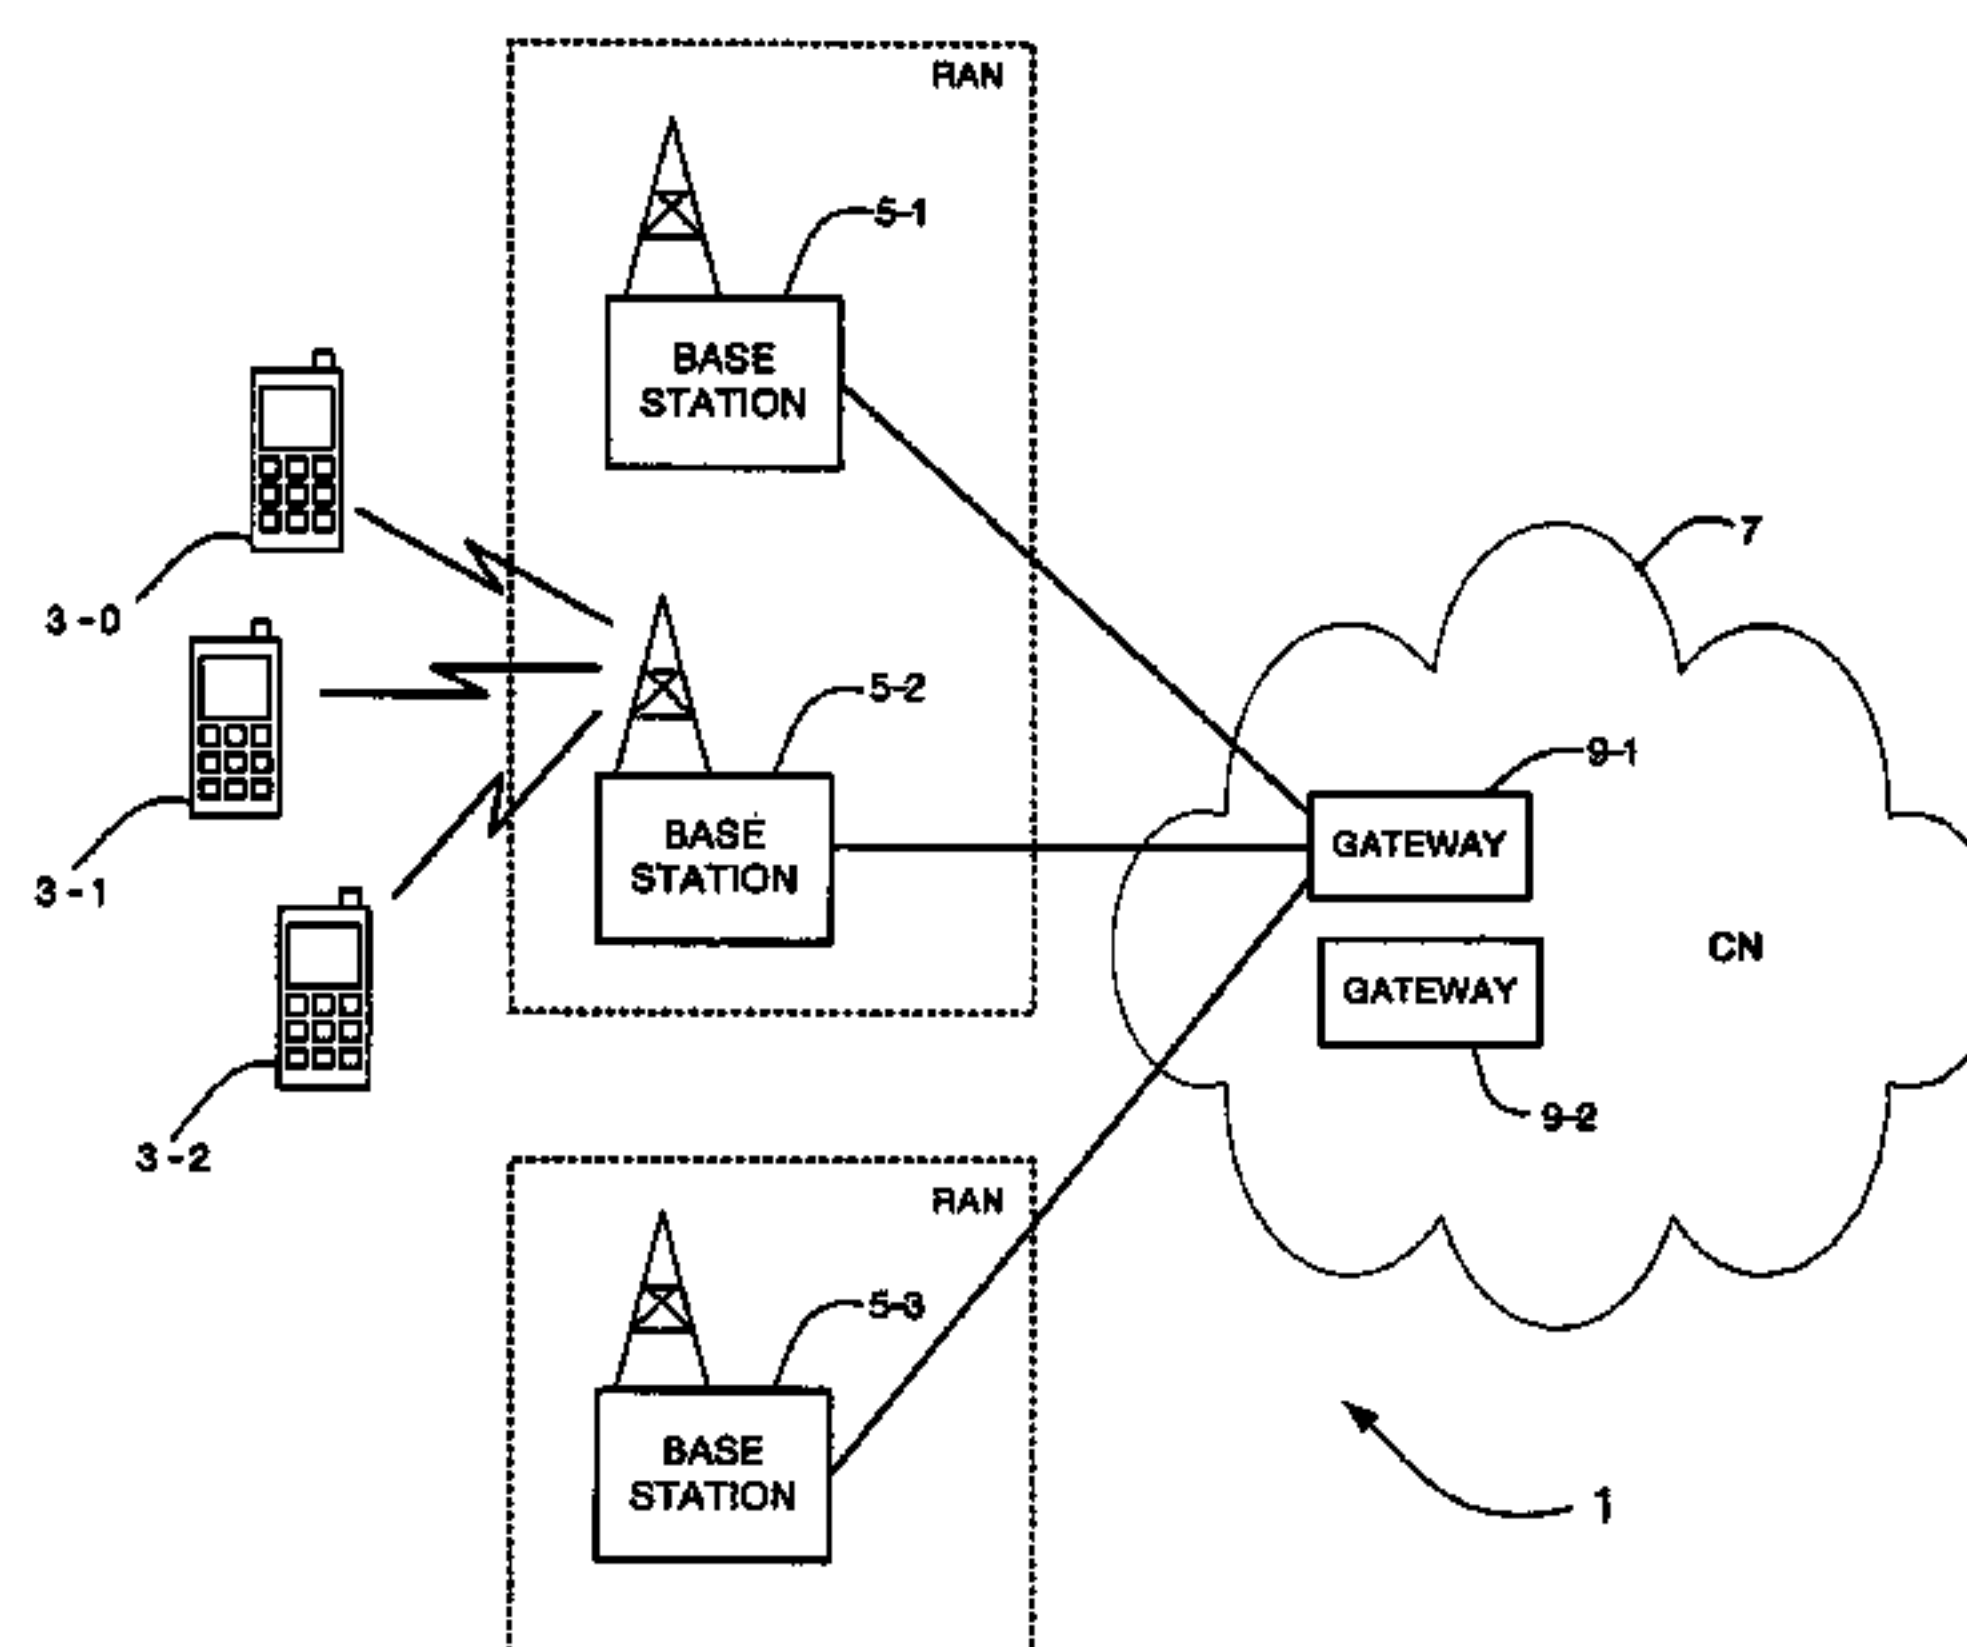 RAN
5-1
BASE
STATION
3-0
7
5-2
9-1
BASE
STATION
GATEWAY
3-1
CN
GATEWAY
9-2
3-2
RAN
5-3
BASE
STATION
1